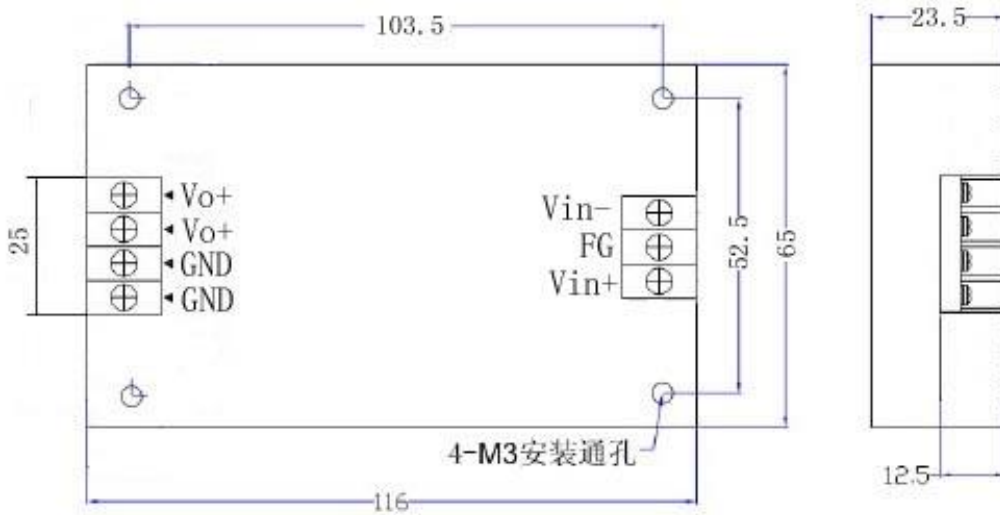 103.5
23.5
Vo+
Vo+
GND
GND
25
Vin-
FG
Vin+
52.5
65
4-M3安装通孔
116
12.5